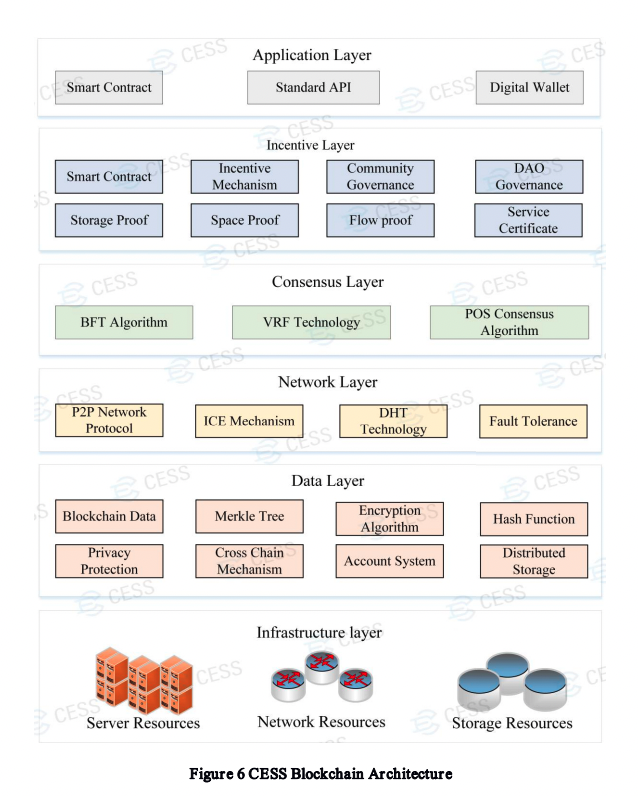 Application Layer
Smart Contract
Standard API
Digital Wallet
Incentive Layer
Smart Contract
Incentive
Mechanism
Community
Governance
DAO
Governance
Storage Proof
Space Proof
Flow proof
Service
Certificate
Consensus Layer
BFT Algorithm
VRF Technology
POS Consensus
Algorithm
Network Layer
P2P Network
Protocol
ICE Mechanism
DHT
Technology
Fault Tolerance
Data Layer
Blockchain Data
Merkle Tree
Encryption
Algorithm
Hash Function
Privacy
Protection
Cross Chain
Mechanism
Account System
Distributed
Storage
Infrastructure layer
Server Resources
Network Resources
Storage Resources
CESS
Figure 6 CESS Blockchain Architecture